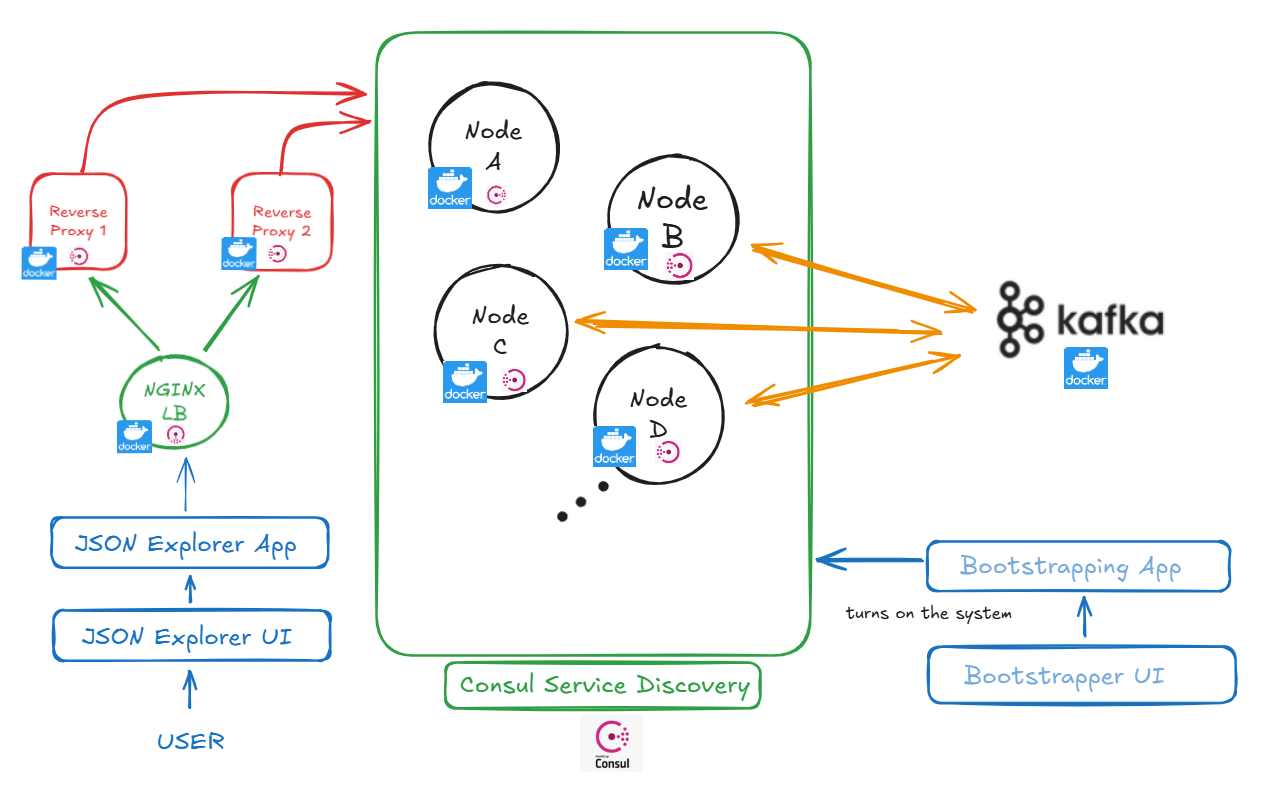 Node
A
docker
Node
B
docker
Reverse
Proxy 1
docker
Reverse
Proxy 2
docker
Node
C
docker
kafka
docker
NGINX
LB
docker
Node
D
docker
JSON Explorer App
Bootstrapping App
turns on the system
JSON Explorer UI
Bootstrapper UI
Consul Service Discovery
USER
Consul